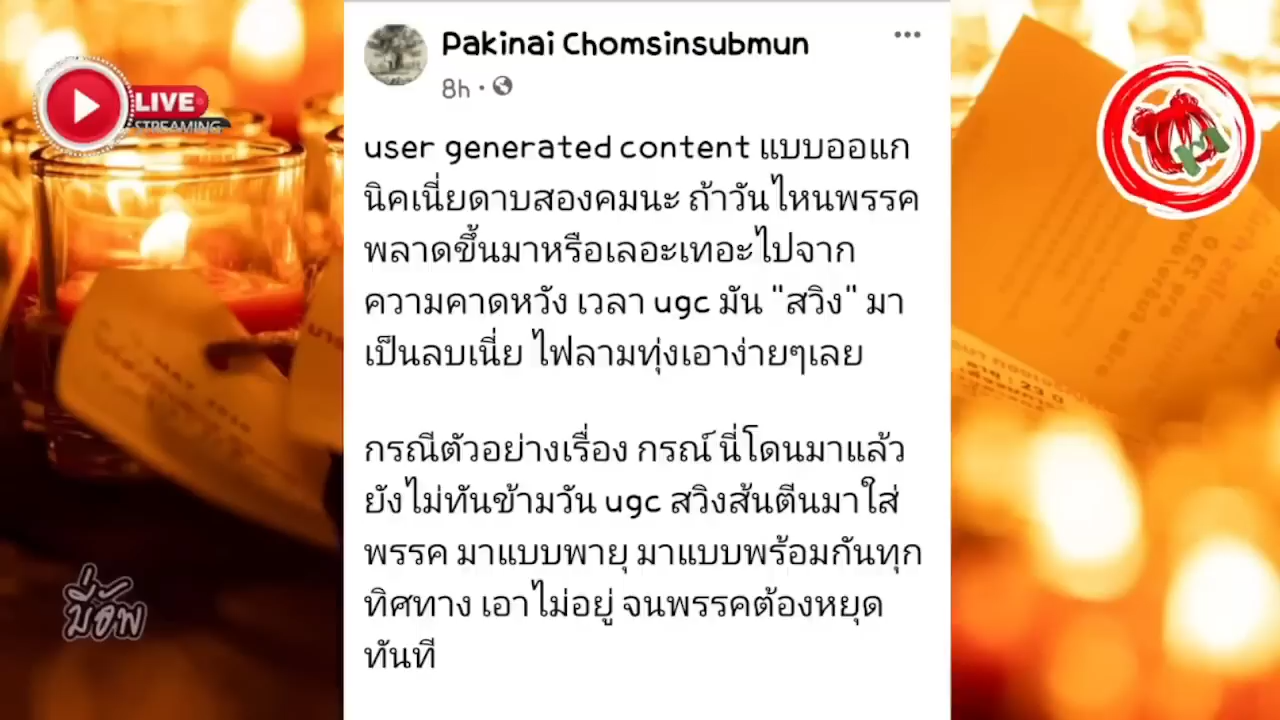 Pakinai Chomsinsubmun
8h
LIVE
STREAMING
user generated content แบบออแก
นิคเนี่ยดาบสองคมนะ ถ้าวันไหนพรรค
พลาดขึ้นมาหรือเลอะเทอะไปจาก
ความคาดหวัง เวลา ugc มัน "สวิง" มา
เป็นลบเนี่ย ไฟลามทุ่งเอาง่ายๆเลย
กรณีตัวอย่างเรื่อง กรณ์ นี่โดนมาแล้ว
ยังไม่ทันข้ามวัน ugc สวิงส้นตีนมาใส่
พรรค มาแบบพายุ มาแบบพร้อมกันทุก
ทิศทาง เอาไม่อยู่ จนพรรคต้องหยุด
ทันที